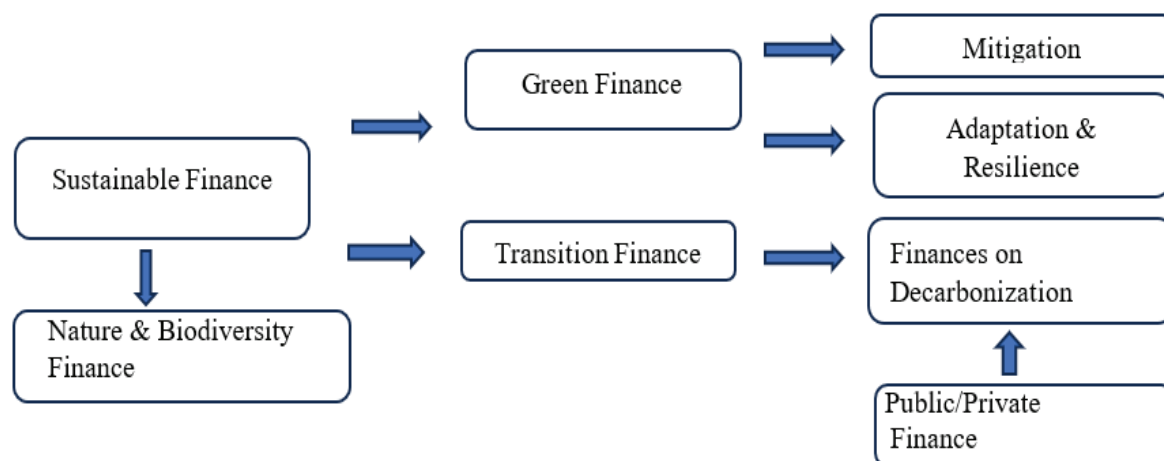 Sustainable Finance
Nature & Biodiversity
Finance
Green Finance
Transition Finance
Mitigation
Adaptation &
Resilience
Finances on
Decarbonization
Public/Private
Finance